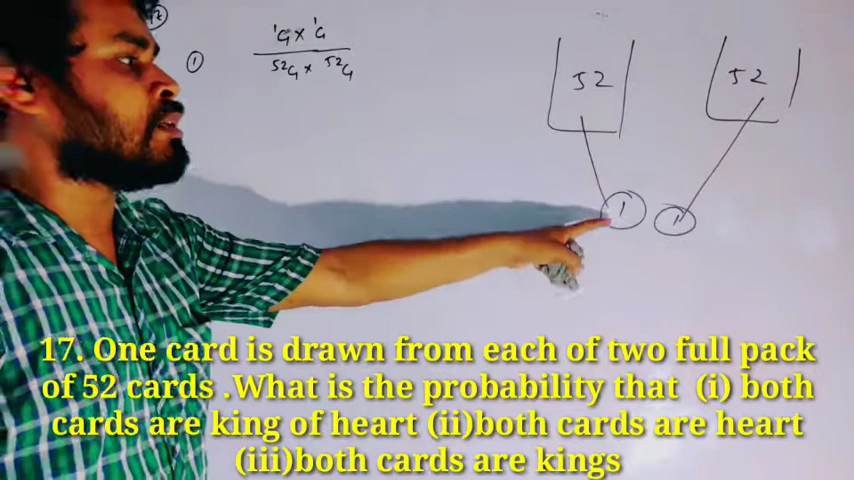 ①
¹C₁ × ¹C₁
⁵²C₁ × ⁵²C₁
52
52
1
1
17. One card is drawn from each of two full pack
of 52 cards .What is the probability that (i) both
cards are king of heart (ii)both cards are heart
(iii)both cards are kings